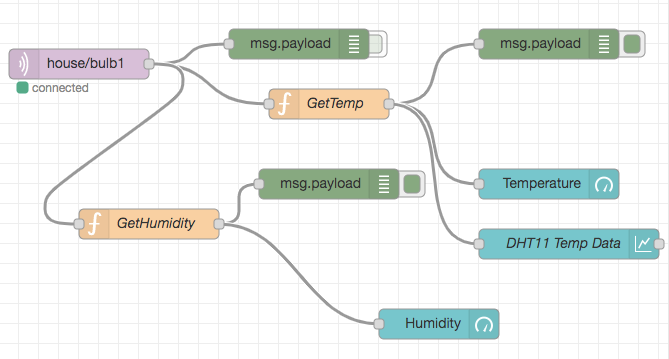 msg.payload
msg.payload
house/bulb1
connected
GetTemp
msg.payload
Temperature
GetHumidity
DHT11 Temp Data
Humidity